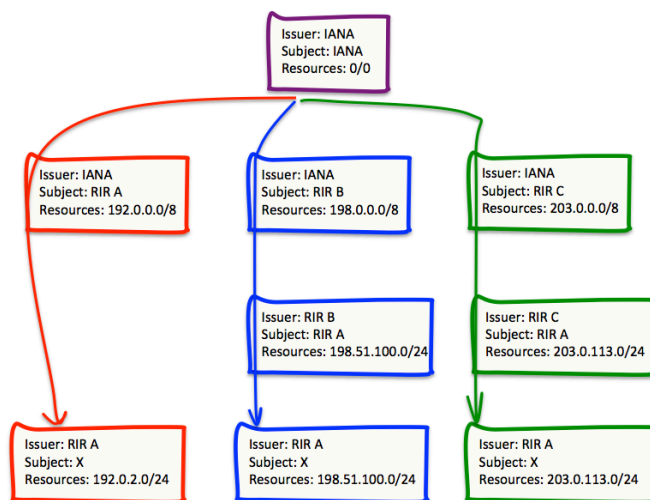 Issuer: IANA
Subject: IANA
Resources: 0/0
Issuer: IANA
Subject: RIR A
Resources: 192.0.0.0/8
Issuer: IANA
Subject: RIR B
Resources: 198.0.0.0/8
Issuer: IANA
Subject: RIR C
Resources: 203.0.0.0/8
Issuer: RIR B
Subject: RIR A
Resources: 198.51.100.0/24
Issuer: RIR C
Subject: RIR A
Resources: 203.0.113.0/24
Issuer: RIR A
Subject: X
Resources: 192.0.2.0/24
Issuer: RIR A
Subject: X
Resources: 198.51.100.0/24
Issuer: RIR A
Subject: X
Resources: 203.0.113.0/24